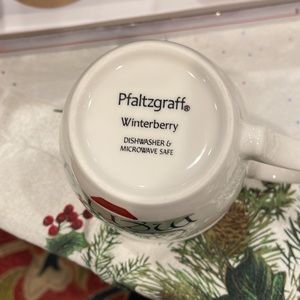 Pfaltzgraff®
Winterberry
DISHWASHER &
MICROWAVE SAFE